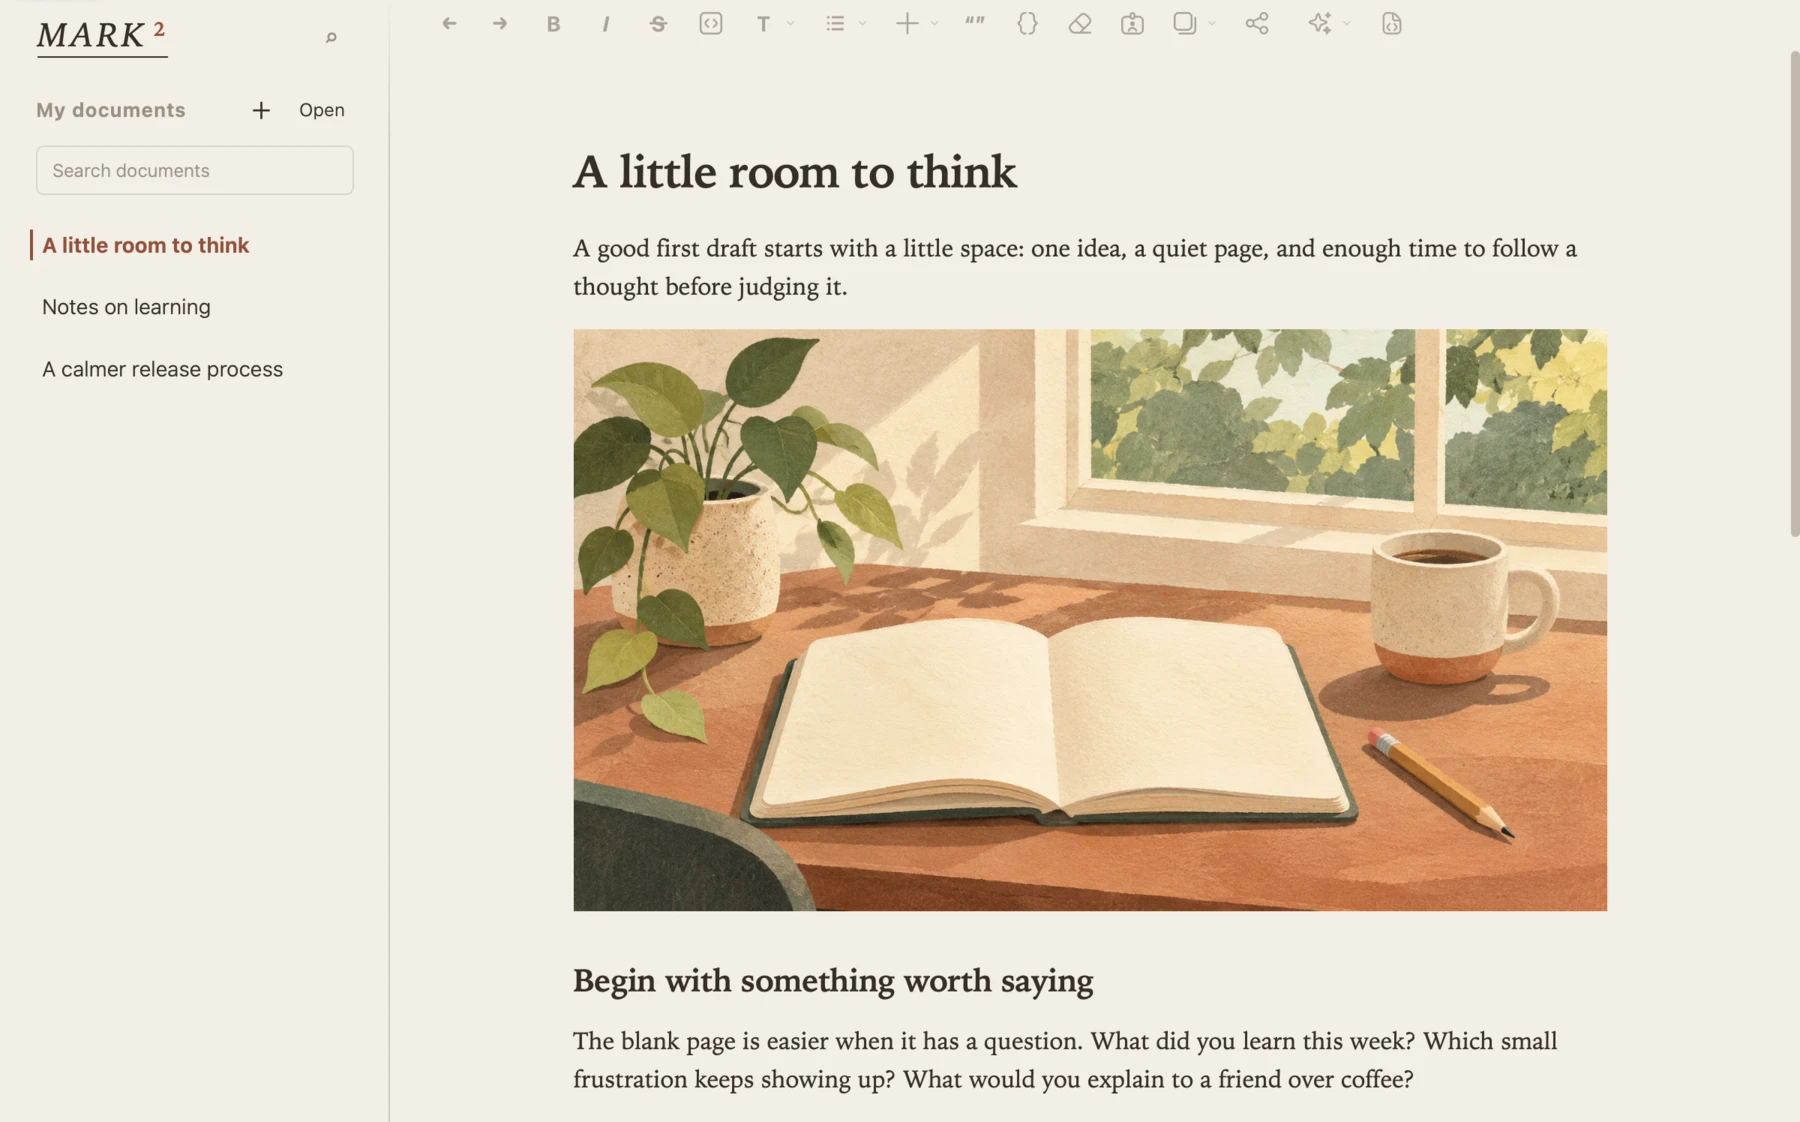 MARK 2
My documents + Open
Search documents
A little room to think
Notes on learning
A calmer release process
B I S T “”  {}
A little room to think
A good first draft starts with a little space: one idea, a quiet page, and enough time to follow a
thought before judging it.
Begin with something worth saying
The blank page is easier when it has a question. What did you learn this week? Which small
frustration keeps showing up? What would you explain to a friend over coffee?